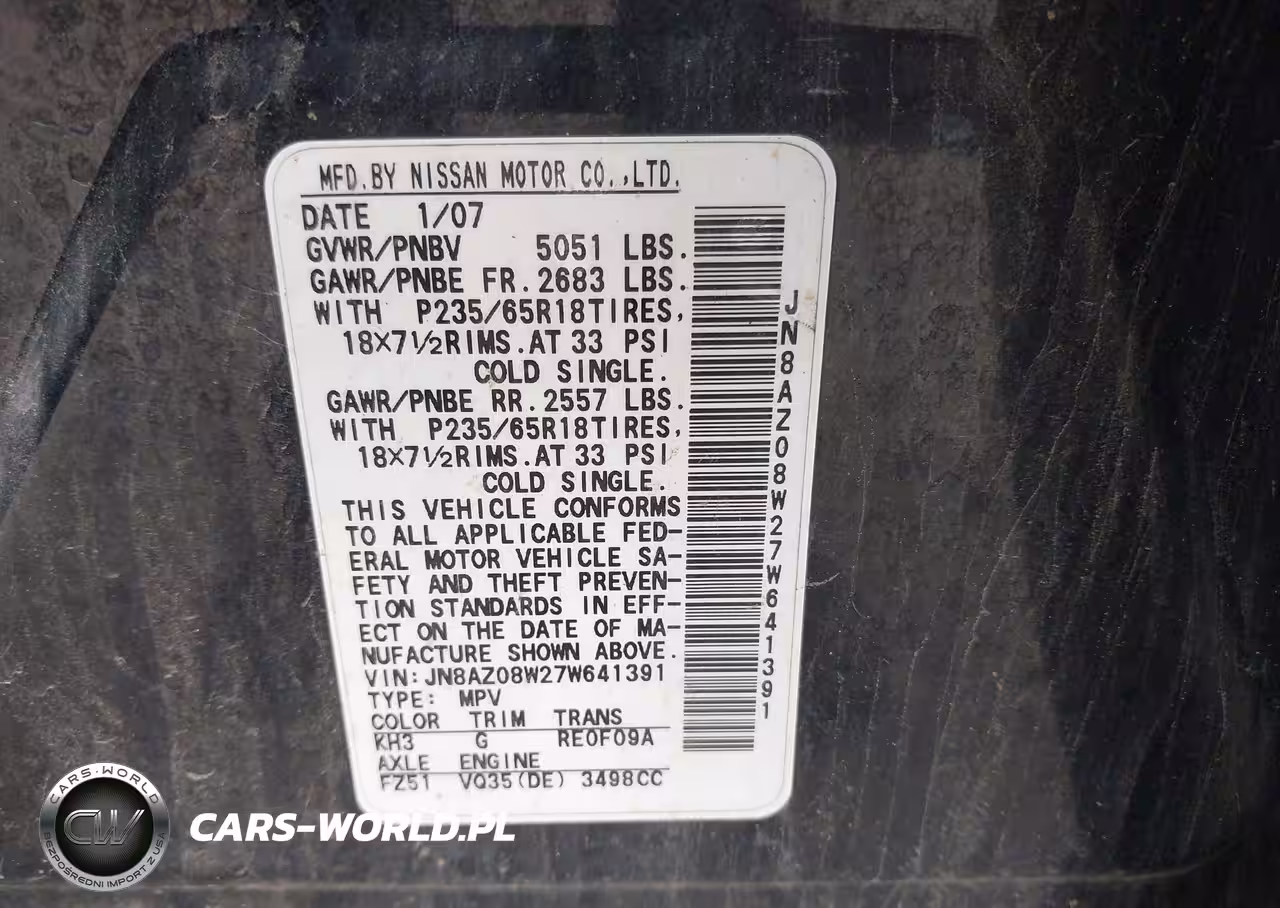 MFD.BY NISSAN MOTOR CO.,LTD.
DATE 1/07
GVWR/PNBV 5051 LBS.
GAWR/PNBE FR.2683 LBS.
WITH P235/65R18TIRES,
18X7½RIMS.AT 33 PSI
COLD SINGLE.
GAWR/PNBE RR.2557 LBS.
WITH P235/65R18TIRES,
18X7½RIMS.AT 33 PSI
COLD SINGLE.
THIS VEHICLE CONFORMS
TO ALL APPLICABLE FED-
ERAL MOTOR VEHICLE SA-
FETY AND THEFT PREVEN-
TION STANDARDS IN EFF-
ECT ON THE DATE OF MA-
NUFACTURE SHOWN ABOVE.
VIN:JN8AZ08W27W641391
TYPE: MPV
COLOR TRIM TRANS
KH3 G RE0F09A
AXLE ENGINE
FZ51 VQ35(DE) 3498CC
JN8AZ08W27W641391
CARS-WORLD
CW
BEZPOŚREDNI IMPORT Z USA
CARS-WORLD.PL